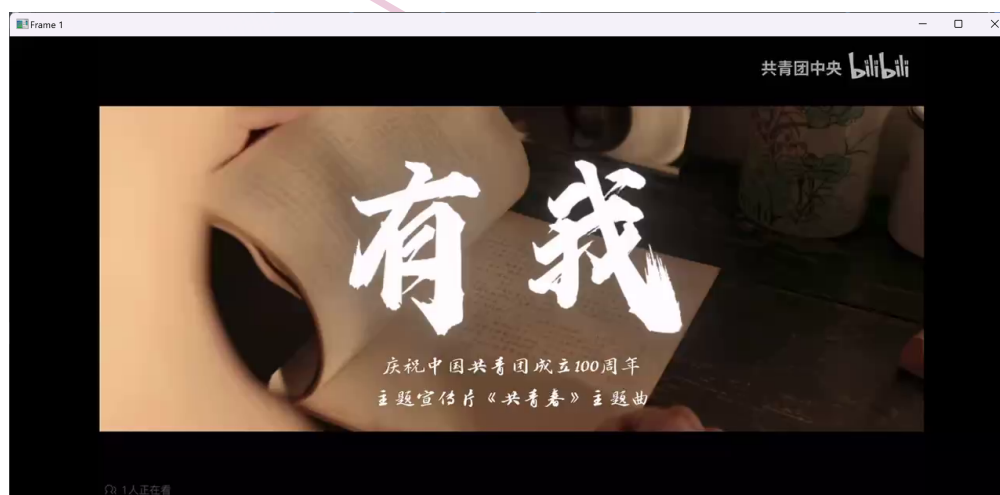 Frame 1
共青团中央 bilibili
有我
庆祝中国共青团成立100周年
主题宣传片《共青春》主题曲
1人正在看